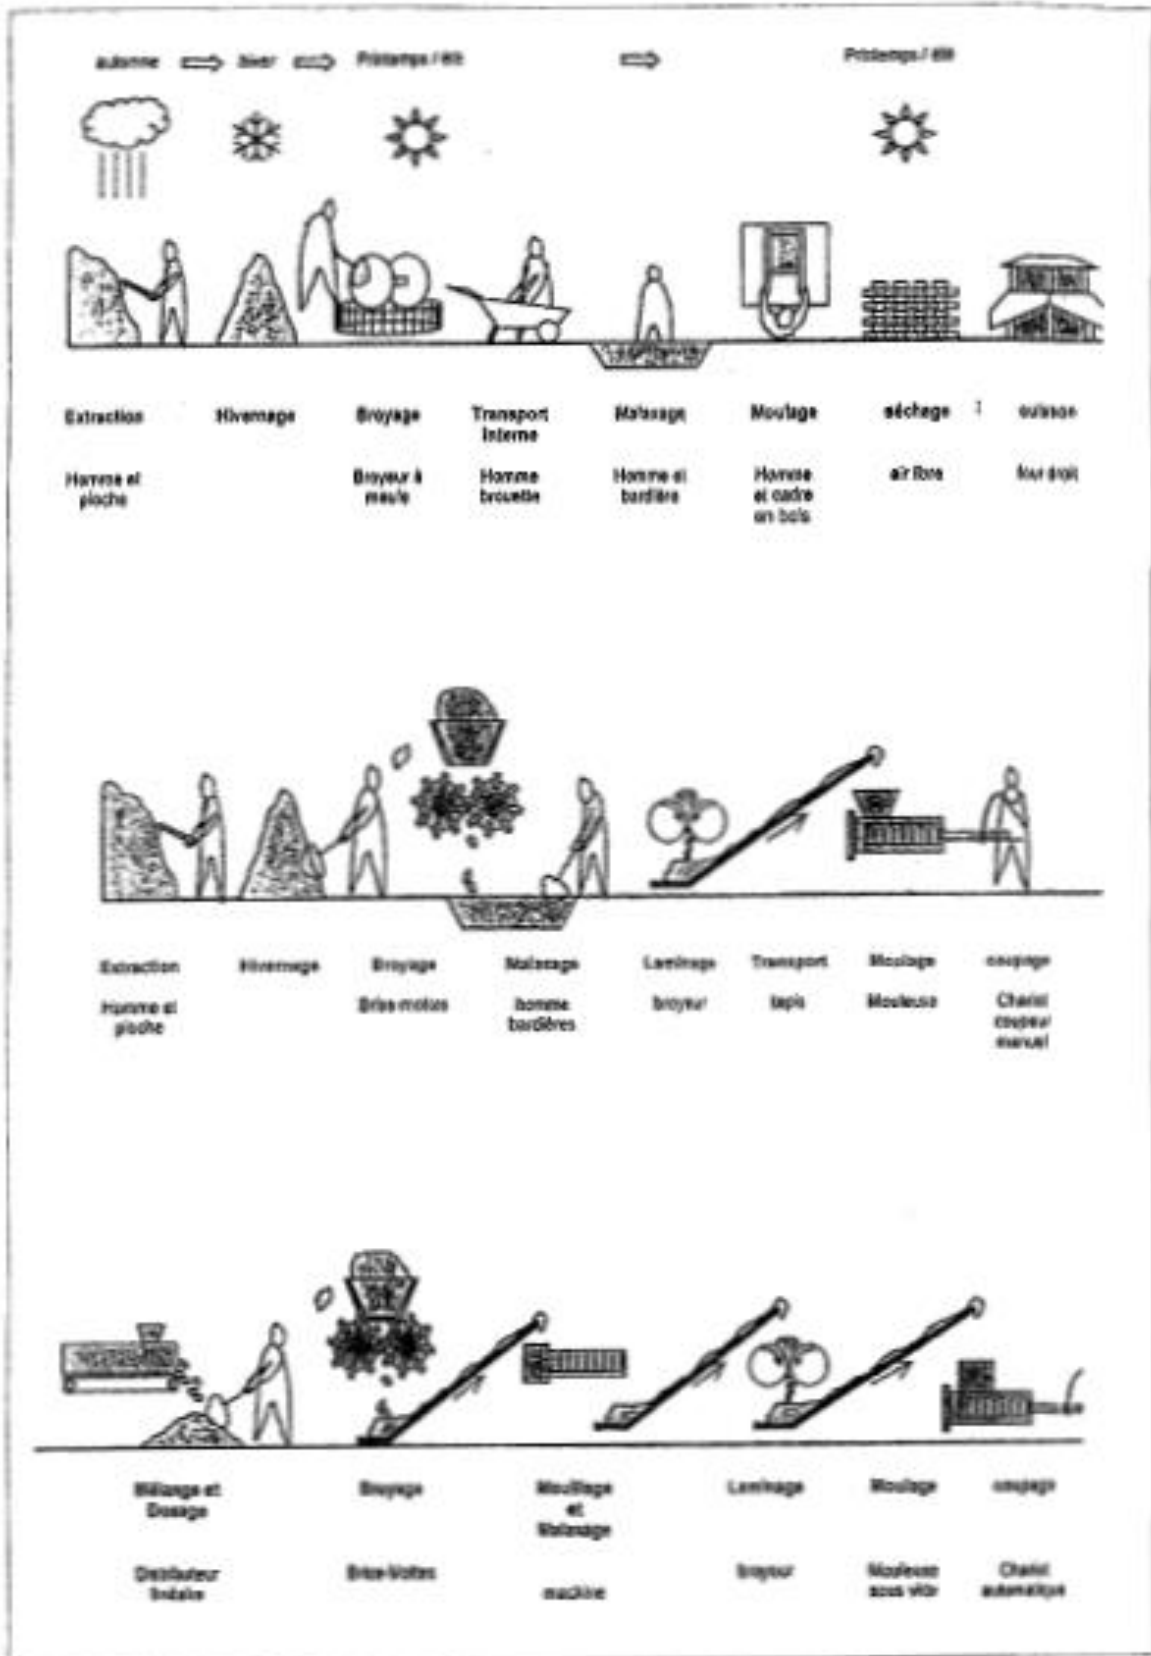 automne hiver Printemps / été Printemps / été
Extraction Hivernage Broyage Transport Malaxage Moulage séchage cuisson
interne
Homme et Broyeur à Homme Homme et Homme air libre four droit
pioche meule brouette bardière et cadre
en bois
Extraction Hivernage Broyage Malaxage Laminage Transport Moulage coupage
Homme et Brise-mottes homme broyeur tapis Mouleuse Chariot
pioche bardières coupeur
manuel
Mélange et Broyage Mouillage Laminage Moulage coupage
Dosage et
Malaxage
Distributeur Brise-Mottes broyeur Mouleuse Chariot
linéaire machine sous vide automatique